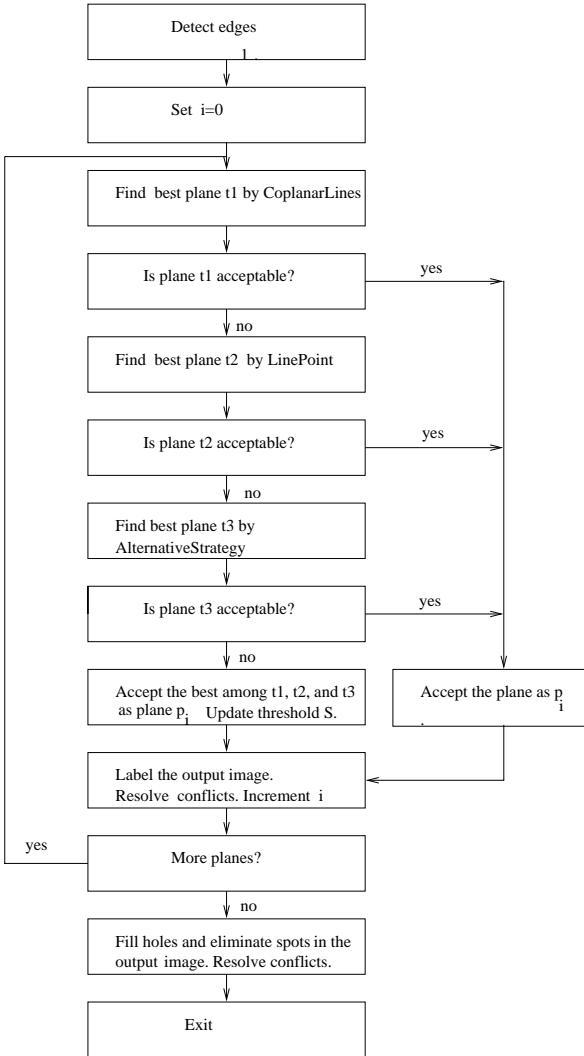 Detect edges
1 .
Set i=0
Find best plane t1 by CoplanarLines
Is plane t1 acceptable?
yes
no
Find best plane t2 by LinePoint
Is plane t2 acceptable?
yes
no
Find best plane t3 by
AlternativeStrategy
Is plane t3 acceptable?
yes
no
Accept the best among t1, t2, and t3
as plane p_i Update threshold S.
Accept the plane as p_i
.
Label the output image.
Resolve conflicts. Increment i
yes
More planes?
no
Fill holes and eliminate spots in the
output image. Resolve conflicts.
Exit